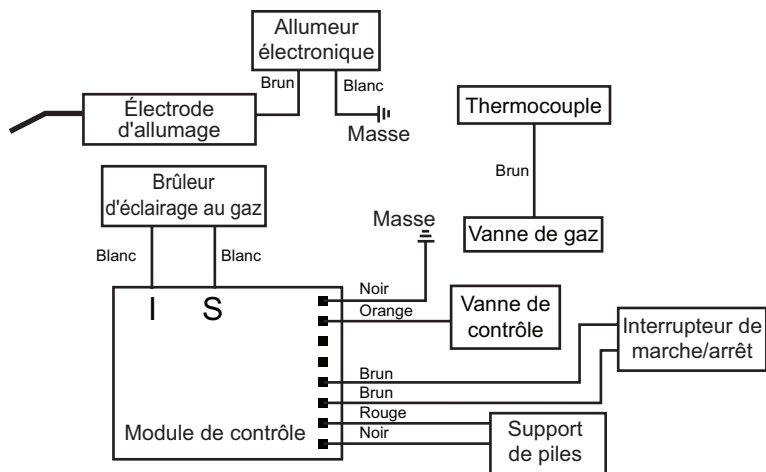 Allumeur
électronique
Brun
Blanc
Masse
Électrode
d'allumage
Thermocouple
Brun
Vanne de gaz
Brûleur
d'éclairage au gaz
Blanc
Blanc
I
S
Masse
Noir
Orange
Vanne de
contrôle
Interrupteur de
marche/arrêt
Brun
Brun
Rouge
Noir
Module de contrôle
Support
de piles